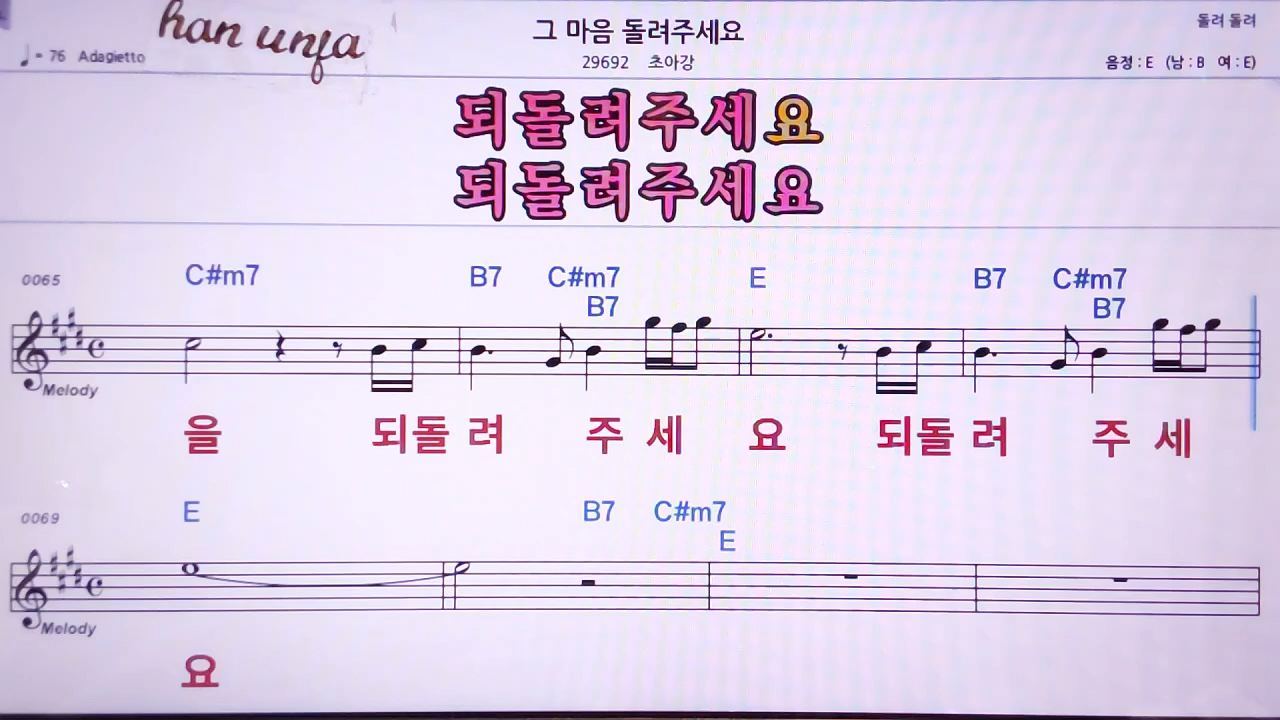 han unja
그 마음 돌려주세요
돌려 돌려
♩= 76 Adagietto
29692 초아강
음정 : E (남 : B 여 : E)
되돌려주세요
되돌려주세요
0065 C#m7 B7 C#m7 E B7 C#m7
B7 B7
Melody
을 되돌 려 주 세 요 되돌 려 주 세
0069 E B7 C#m7
E
Melody
요